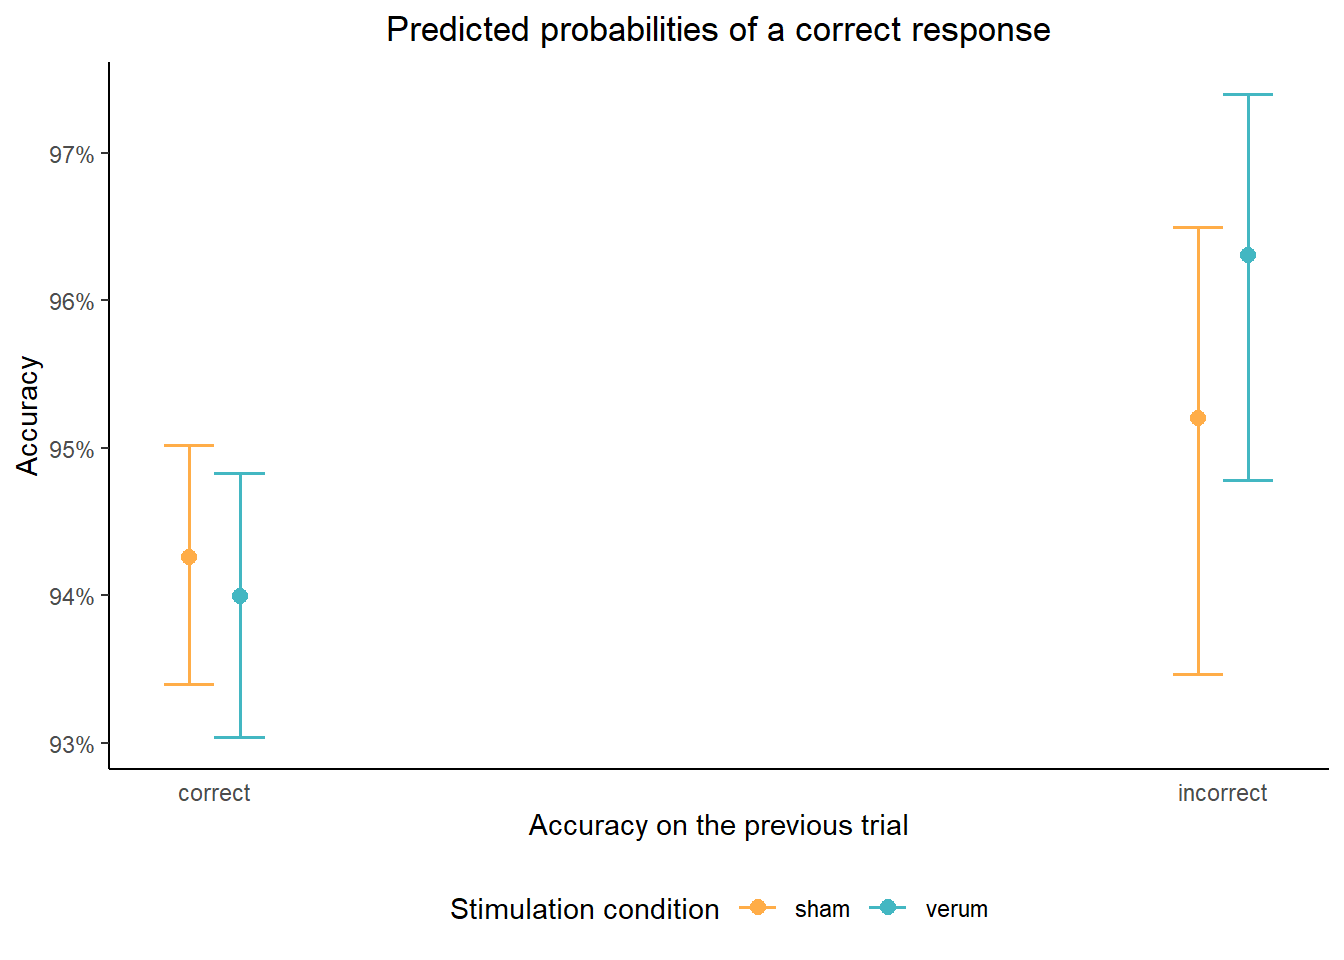 Predicted probabilities of a correct response
Accuracy
97%
96%
95%
94%
93%
correct
incorrect
Accuracy on the previous trial
Stimulation condition sham verum